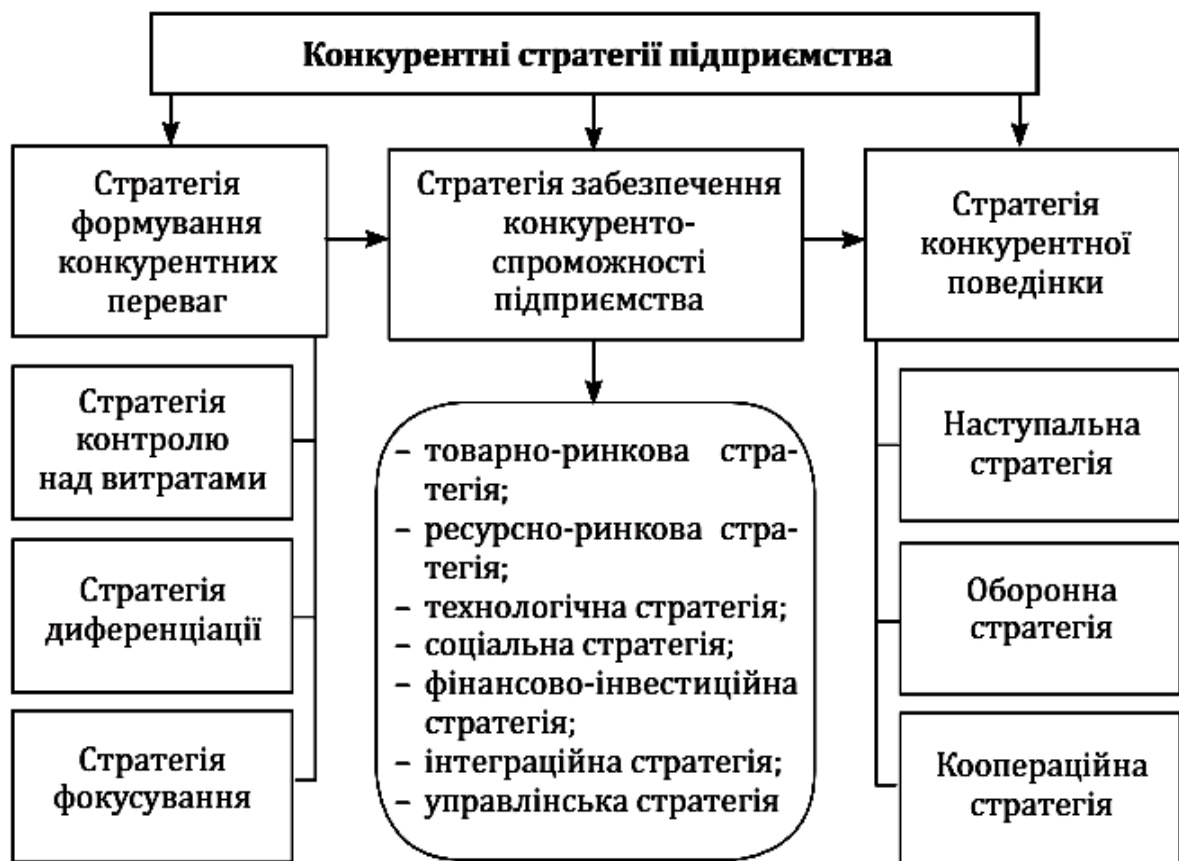 Конкурентні стратегії підприємства
Стратегія
формування
конкурентних
переваг
Стратегія забезпечення
конкуренто-
спроможності
підприємства
Стратегія
конкурентної
поведінки
Стратегія
контролю
над витратами
Стратегія
диференціації
Стратегія
фокусування
– товарно-ринкова стра-
тегія;
– ресурсно-ринкова стра-
тегія;
– технологічна стратегія;
– соціальна стратегія;
– фінансово-інвестиційна
стратегія;
– інтеграційна стратегія;
– управлінська стратегія
Наступальна
стратегія
Оборонна
стратегія
Коопераційна
стратегія